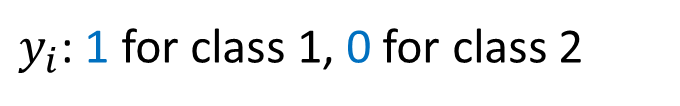 𝑦ᵢ: 1 for class 1, 0 for class 2